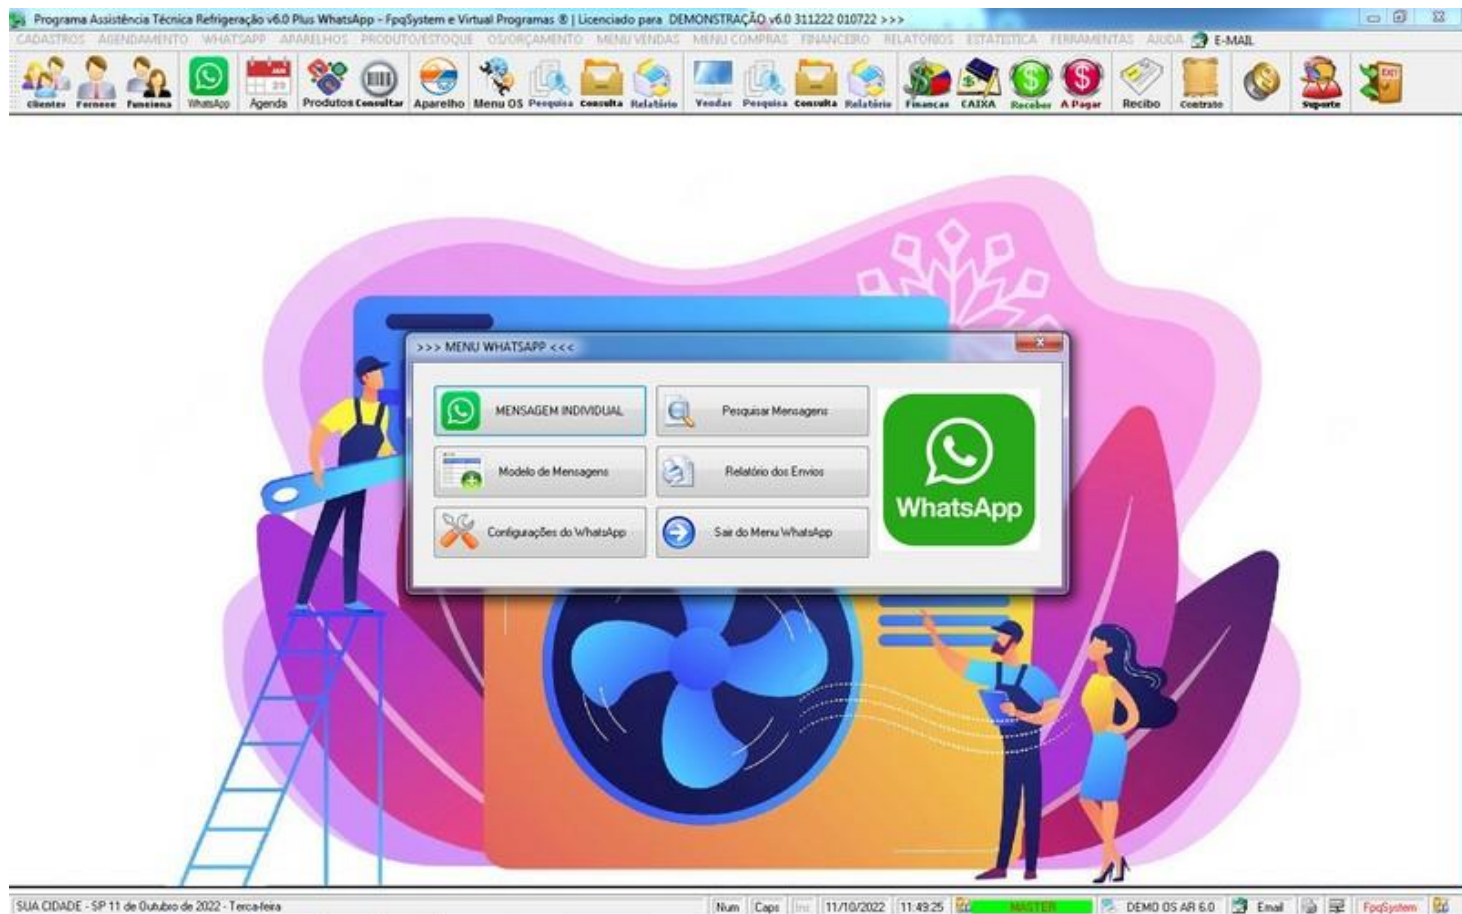 Programa Assistência Técnica Refrigeração v6.0 Plus WhatsApp - FpqSystem e Virtual Programas ® | Licenciado para DEMONSTRAÇÃO v6.0 311222 010722 >>>
CADASTROS AGENDAMENTO WHATSAPP APARELHOS PRODUTO/ESTOQUE OS/ORÇAMENTO MENU VENDAS MENU COMPRAS FINANCEIRO RELATÓRIOS ESTATÍSTICA FERRAMENTAS AJUDA E-MAIL
Clientes Fornece Funciona WhatsApp Agenda Produtos Consultar Aparelho Menu OS Pesquisa Consulta Relatório Vendas Pesquisa Consulta Relatório Finanças CAIXA Receber A Pagar Recibo Contrato Suporte
>>> MENU WHATSAPP <<<
MENSAGEM INDIVIDUAL Pesquisar Mensagens
Modelo de Mensagens Relatório dos Envios
Configurações do WhatsApp Sair do Menu WhatsApp
WhatsApp
SUA CIDADE - SP 11 de Outubro de 2022 - Terca-feira Num Caps Ins 11/10/2022 11:49:25 MASTER DEMO OS AR 6.0 Email FpqSystem